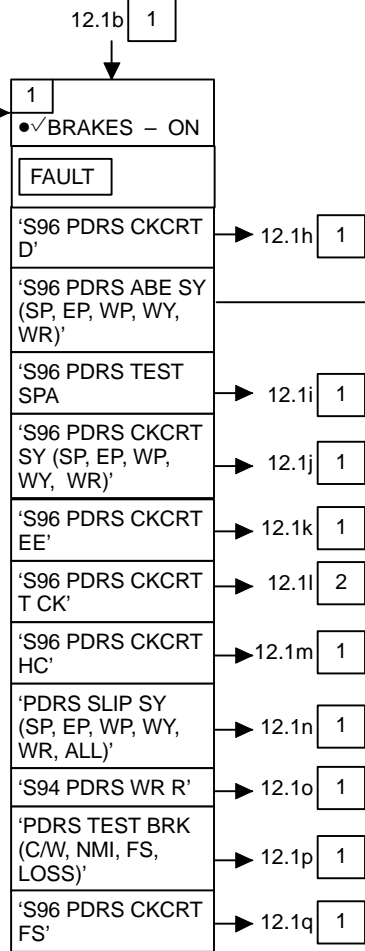 12.1b 1
1
●√BRAKES – ON
FAULT
‘S96 PDRS CKCRT
D’
12.1h 1
‘S96 PDRS ABE SY
(SP, EP, WP, WY,
WR)’
‘S96 PDRS TEST
SPA
12.1i 1
‘S96 PDRS CKCRT
SY (SP, EP, WP,
WY, WR)’
12.1j 1
‘S96 PDRS CKCRT
EE’
12.1k 1
‘S96 PDRS CKCRT
T CK’
12.1l 2
‘S96 PDRS CKCRT
HC’
12.1m 1
‘PDRS SLIP SY
(SP, EP, WP, WY,
WR, ALL)’
12.1n 1
‘S94 PDRS WR R’
12.1o 1
‘PDRS TEST BRK
(C/W, NMI, FS,
LOSS)’
12.1p 1
‘S96 PDRS CKCRT
FS’
12.1q 1